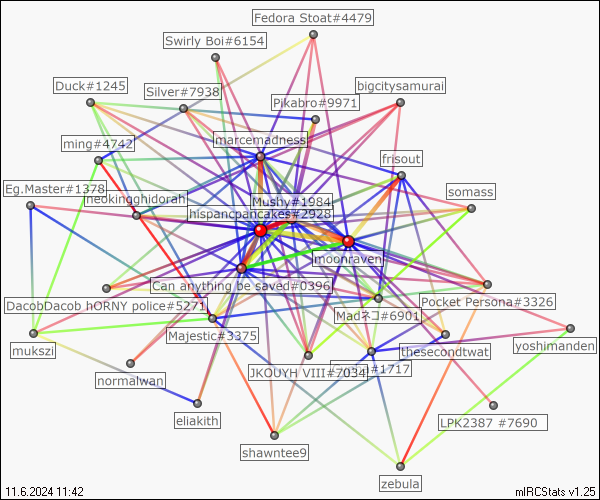 Fedora Stoat#4479
Swirly Boi#6154
Duck#1245
Silver#7938
bigcitysamurai
Pikabro#9971
marcemadness
ming#4742
frisout
Eg.Master#1378
neokingghidorah
Mushy#1984
somass
hispancpancakes#2928
moonraven
Can anything be saved#0396
DacobDacob hORNY police#5271
Madネコ#6901
Pocket Persona#3326
Majestic#3375
yoshimanden
mukszi
thesecondtwat
JKOUYH VIII#7034
#1717
normalwan
eliakith
LPK2387 #7690
shawntee9
zebula
11.6.2024 11:42
mIRCStats v1.25